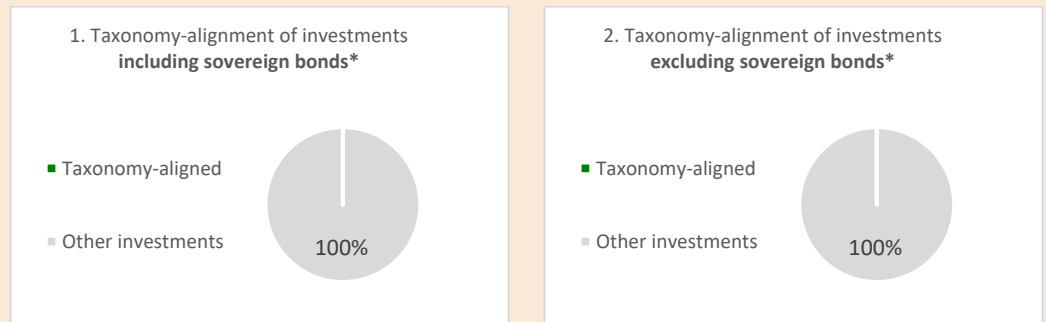 1. Taxonomy-alignment of investments
including sovereign bonds*
Taxonomy-aligned
Other investments
100%
2. Taxonomy-alignment of investments
excluding sovereign bonds*
Taxonomy-aligned
Other investments
100%